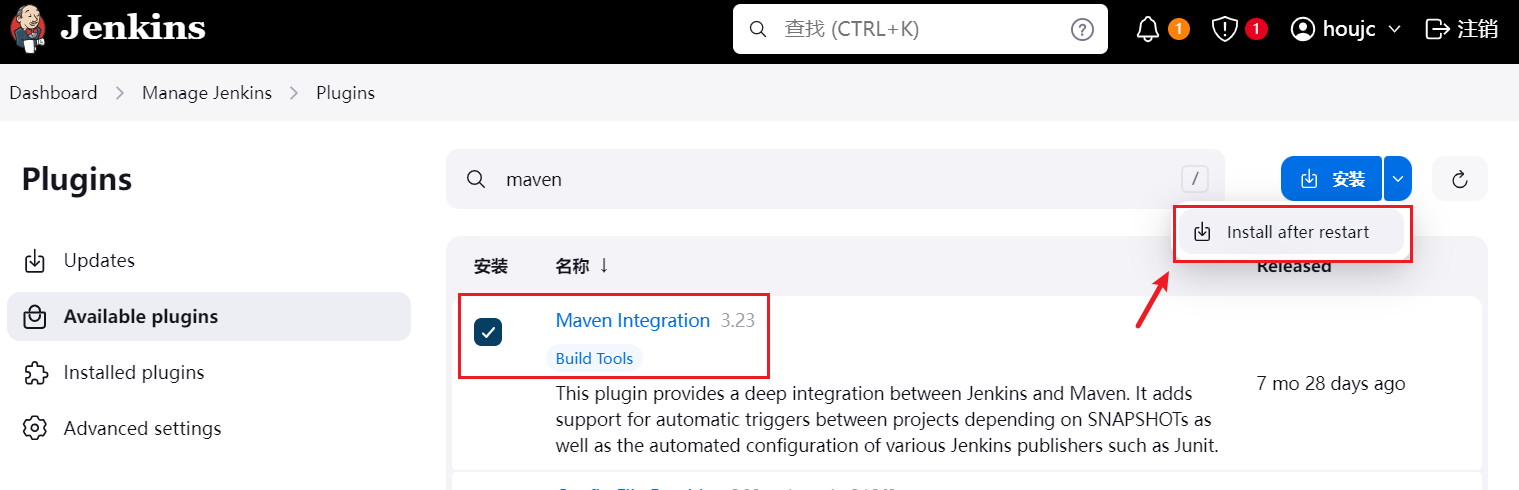 Jenkins
查找 (CTRL+K)
1
1
houjc
注销
Dashboard
Manage Jenkins
Plugins
Plugins
maven
/
安装
Install after restart
Updates
Available plugins
Installed plugins
Advanced settings
安装
名称 ↓
Released
Maven Integration 3.23
Build Tools
This plugin provides a deep integration between Jenkins and Maven. It adds
support for automatic triggers between projects depending on SNAPSHOTs as
well as the automated configuration of various Jenkins publishers such as Junit.
7 mo 28 days ago